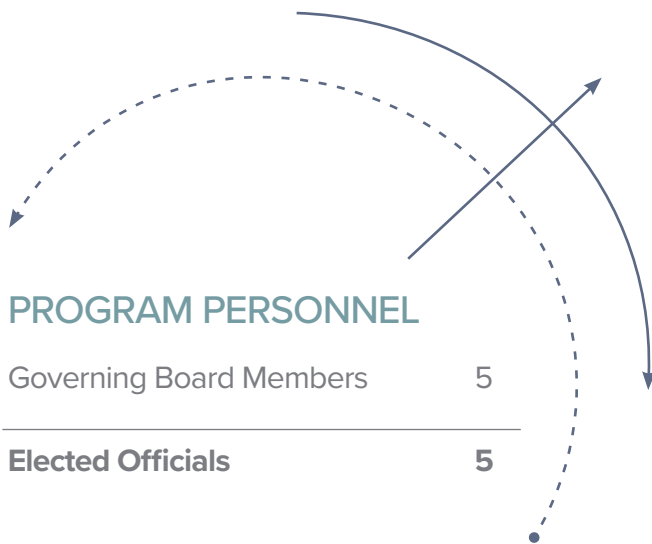 PROGRAM PERSONNEL
Governing Board Members 5
Elected Officials 5